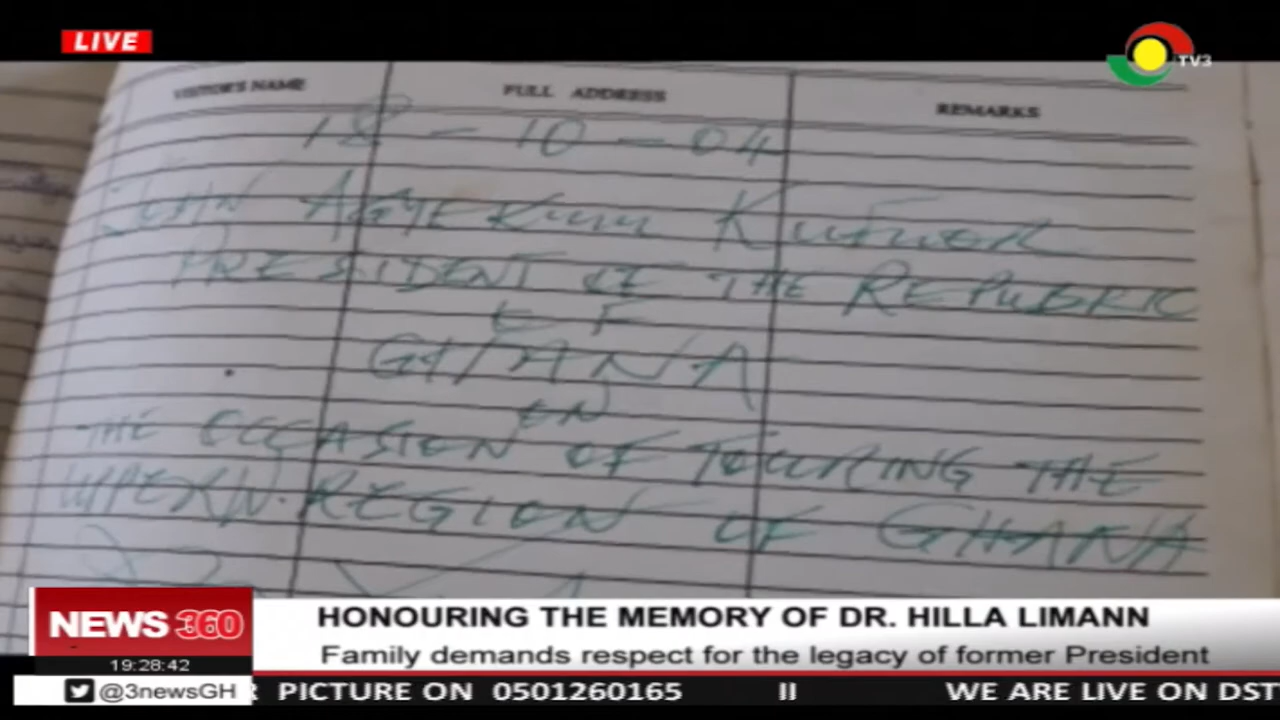 LIVE
TV3
VISITOR'S NAME FULL ADDRESS REMARKS
18-10-04
JOHN AGYEKUM KUFUOR
PRESIDENT OF THE REPUBLIC
OF
GHANA
ON
THE OCCASION OF TOURING THE
UPPER W. REGION OF GHANA
NEWS 360
HONOURING THE MEMORY OF DR. HILLA LIMANN
Family demands respect for the legacy of former President
19:28:42
@3newsGH PICTURE ON 0501260165 II WE ARE LIVE ON DST